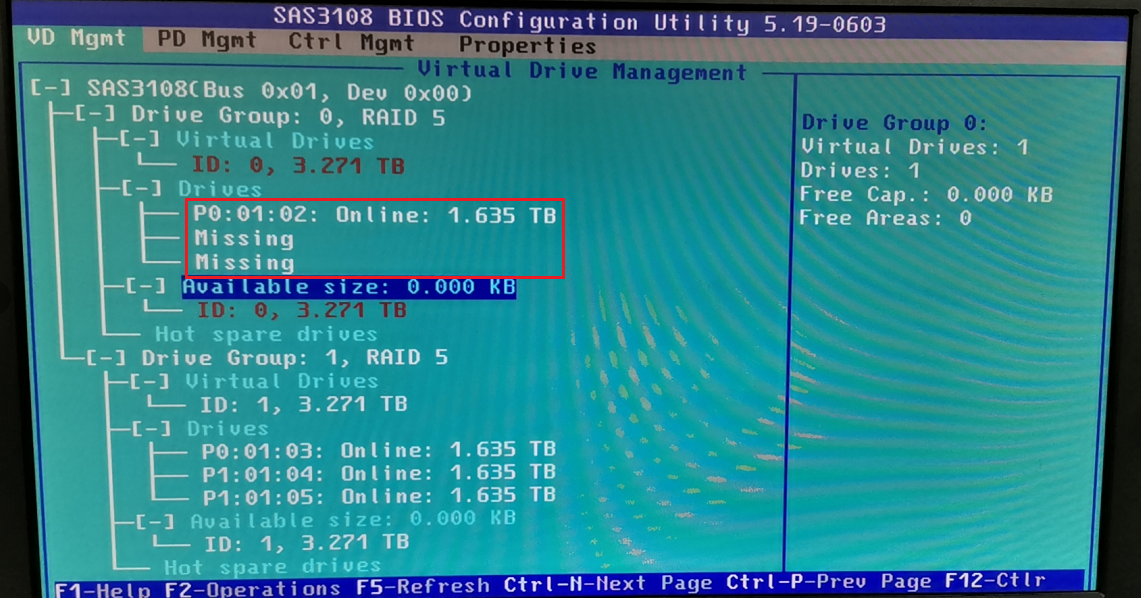 SAS3108 BIOS Configuration Utility 5.19-0603
VD Mgmt PD Mgmt Ctrl Mgmt Properties
Virtual Drive Management
[-] SAS3108(Bus 0x01, Dev 0x00)
[-] Drive Group: 0, RAID 5
[-] Virtual Drives
ID: 0, 3.271 TB
[-] Drives
P0:01:02: Online: 1.635 TB
Missing
Missing
[-] Available size: 0.000 KB
ID: 0, 3.271 TB
Hot spare drives
[-] Drive Group: 1, RAID 5
[-] Virtual Drives
ID: 1, 3.271 TB
[-] Drives
P0:01:03: Online: 1.635 TB
P1:01:04: Online: 1.635 TB
P1:01:05: Online: 1.635 TB
[-] Available size: 0.000 KB
ID: 1, 3.271 TB
Hot spare drives
Drive Group 0:
Virtual Drives: 1
Drives: 1
Free Cap.: 0.000 KB
Free Areas: 0
F1-Help F2-Operations F5-Refresh Ctrl-N-Next Page Ctrl-P-Prev Page F12-Ctlr